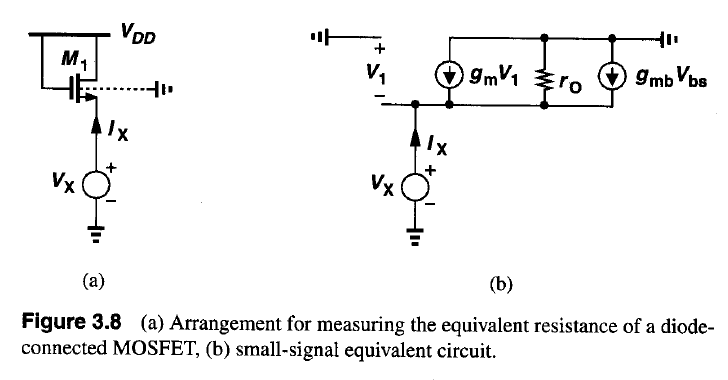 V_DD
M_1
I_X
V_X
+
−
(a)
+
V_1
−
g_mV_1
r_O
g_mbV_bs
I_X
V_X
+
−
(b)
Figure 3.8 (a) Arrangement for measuring the equivalent resistance of a diode-
connected MOSFET, (b) small-signal equivalent circuit.